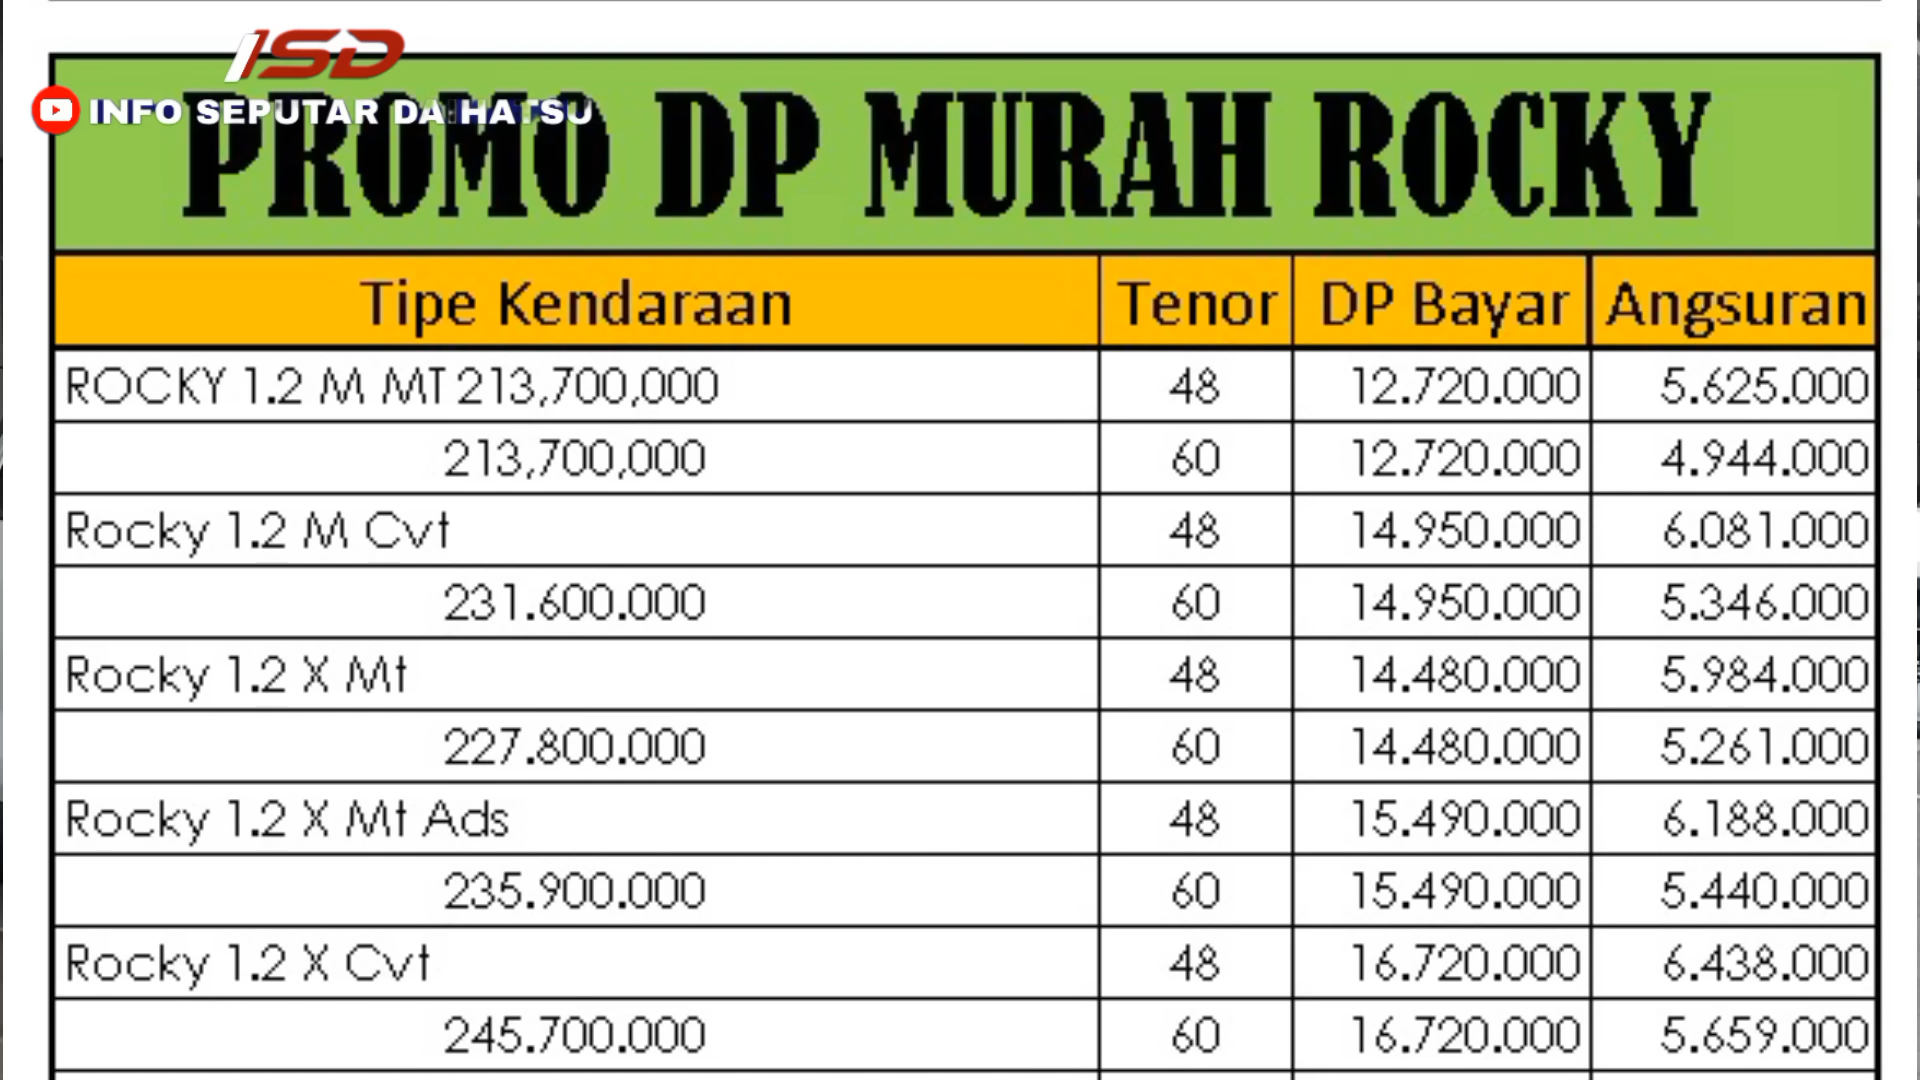 ISD
INFO SEPUTAR DAIHATSU
PROMO DP MURAH ROCKY
Tipe Kendaraan Tenor DP Bayar Angsuran
ROCKY 1.2 M MT 213,700,000 48 12.720.000 5.625.000
213,700,000 60 12.720.000 4.944.000
Rocky 1.2 M Cvt 48 14.950.000 6.081.000
231.600.000 60 14.950.000 5.346.000
Rocky 1.2 X Mt 48 14.480.000 5.984.000
227.800.000 60 14.480.000 5.261.000
Rocky 1.2 X Mt Ads 48 15.490.000 6.188.000
235.900.000 60 15.490.000 5.440.000
Rocky 1.2 X Cvt 48 16.720.000 6.438.000
245.700.000 60 16.720.000 5.659.000